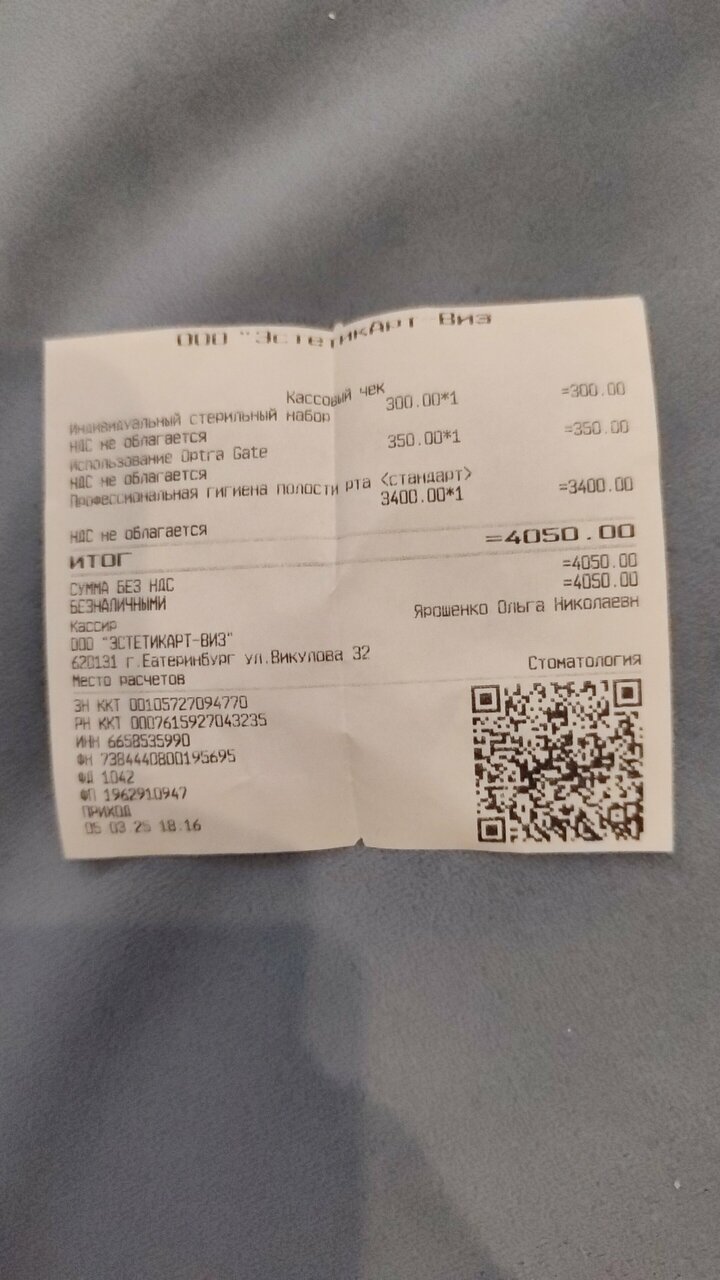 ООО "ЭстетикАрт Виз
Кассовый чек
Индивидуальный стерильный набор
300.00*1 =300.00
НДС не облагается
Использование Optra Gate
350.00*1 =350.00
НДС не облагается
Профессиональная гигиена полости рта <стандарт>
3400.00*1 =3400.00
НДС не облагается
ИТОГ =4050.00
СУММА БЕЗ НДС =4050.00
БЕЗНАЛИЧНЫМИ =4050.00
Кассир Ярошенко Ольга Николаевн
ООО "ЭСТЕТИКАРТ-ВИЗ"
620131 г.Еатеринбург ул.Викулова 32
Место расчетов Стоматология
ЗН ККТ 00105727094770
РН ККТ 0007615927043235
ИНН 6658535990
ФН 7384440800195695
ФД 1042
ФП 1962910947
ПРИХОД
05.03.25 18:16